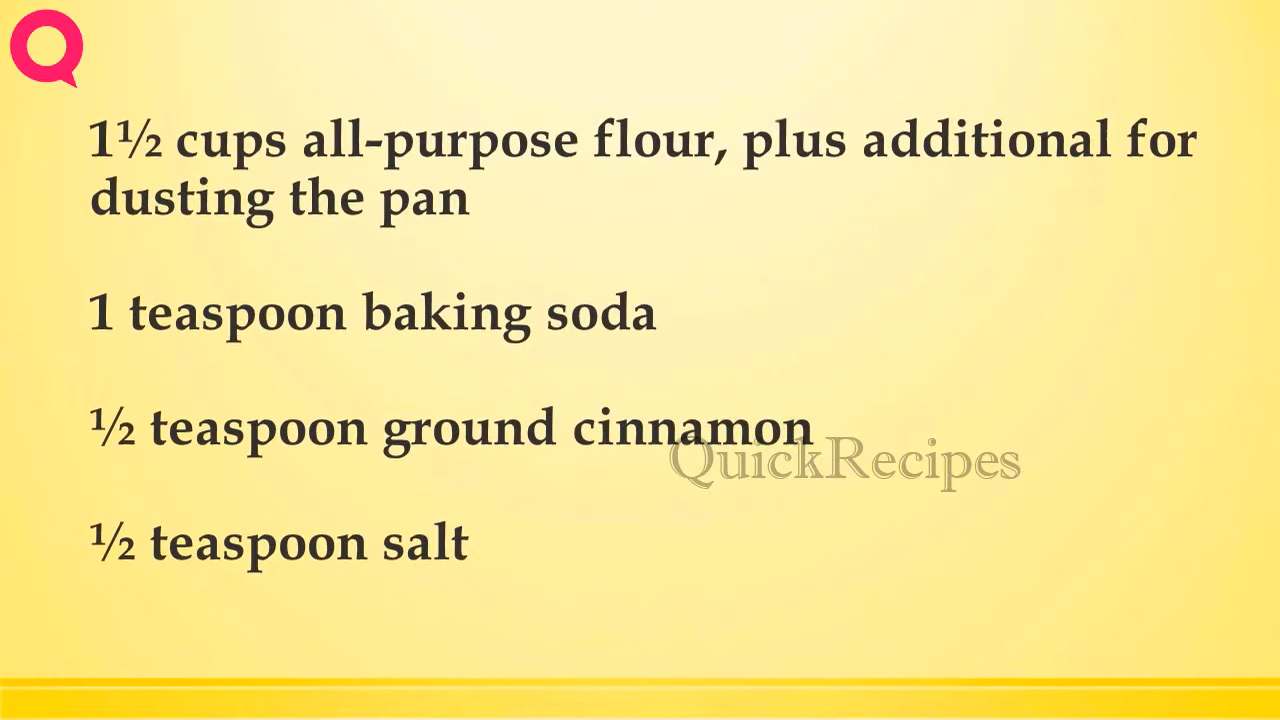 1½ cups all-purpose flour, plus additional for
dusting the pan
1 teaspoon baking soda
½ teaspoon ground cinnamon
QuickRecipes
½ teaspoon salt